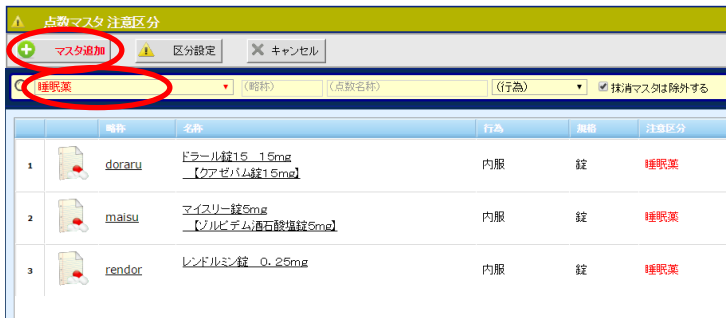 点数マスタ 注意区分
マスタ追加 区分設定 キャンセル
睡眠薬 (略称) (点数名称) (行為) 抹消マスタは除外する
略称 名称 行為 規格 注意区分
1 doraru ドラール錠15 15mg 内服 錠 睡眠薬
【クアゼパム錠15mg】
2 maisu マイスリー錠5mg 内服 錠 睡眠薬
【ゾルピデム酒石酸塩錠5mg】
3 rendor レンドルミン錠 0.25mg 内服 錠 睡眠薬